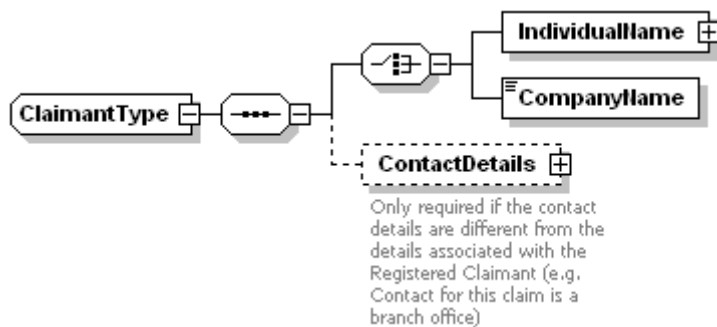 IndividualName
ClaimantType
CompanyName
ContactDetails
Only required if the contact
details are different from the
details associated with the
Registered Claimant (e.g.
Contact for this claim is a
branch office)